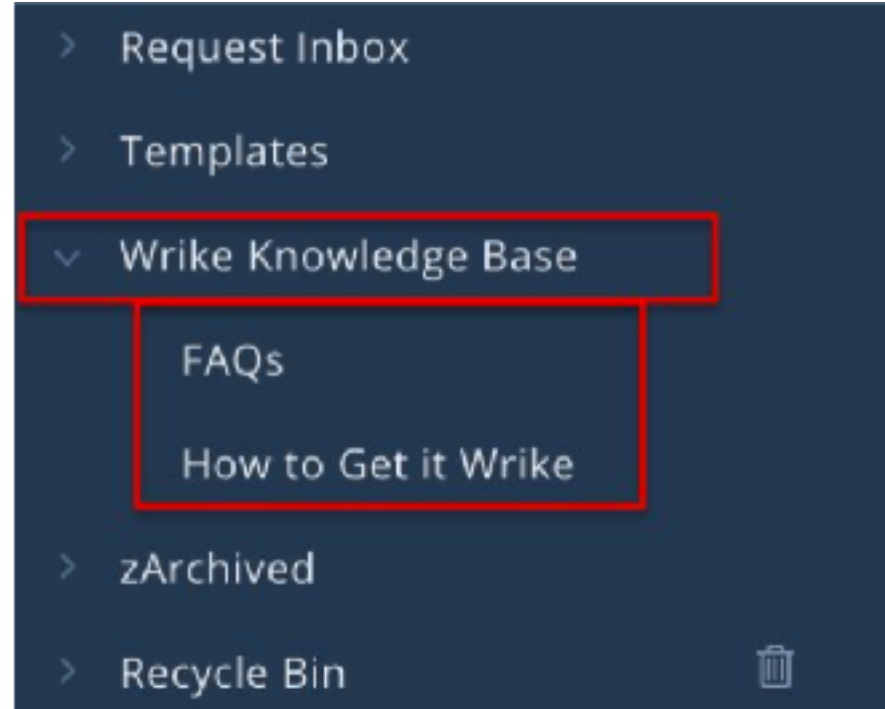 Request Inbox
Templates
Wrike Knowledge Base
FAQs
How to Get it Wrike
zArchived
Recycle Bin